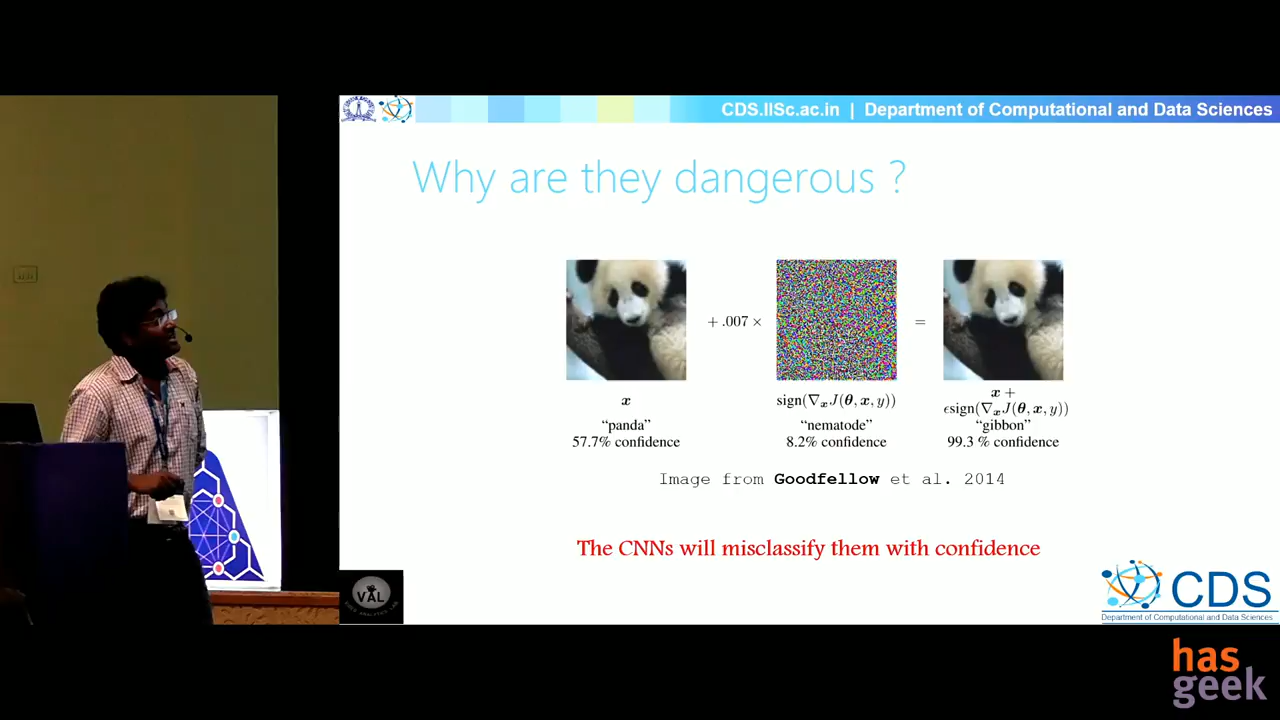 CDS.IISc.ac.in | Department of Computational and Data Sciences
Why are they dangerous ?
+ .007 ×
=
x
sign(∇ₓJ(θ, x, y))
x +
ϵsign(∇ₓJ(θ, x, y))
“panda”
“nematode”
“gibbon”
57.7% confidence
8.2% confidence
99.3 % confidence
Image from Goodfellow et al. 2014
The CNNs will misclassify them with confidence
VAL
CDS
Department of Computational and Data Sciences
has
geek